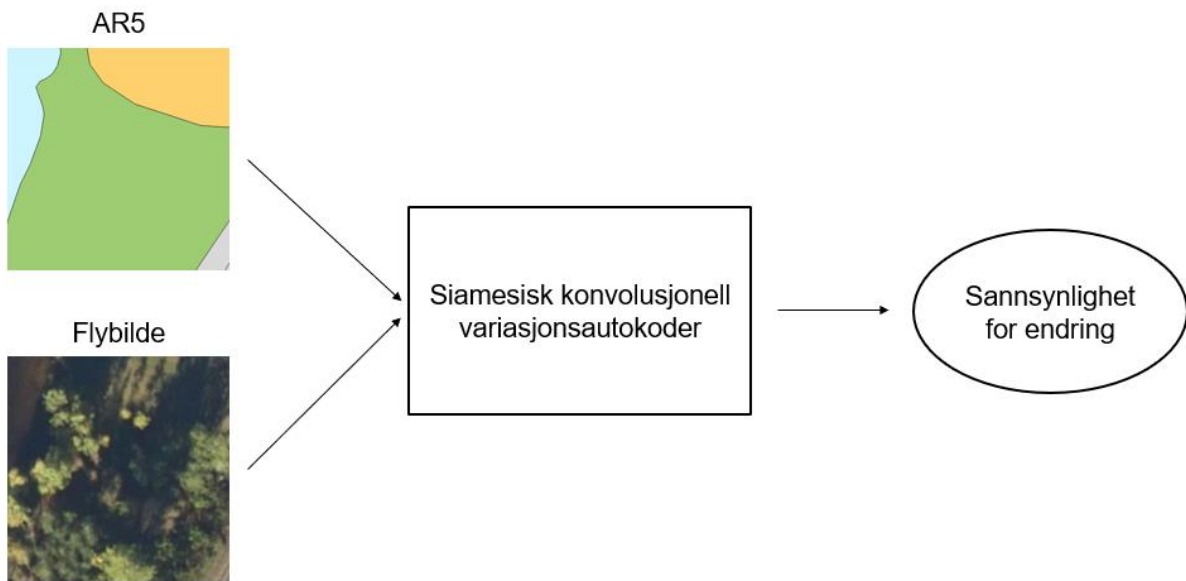 AR5
Flybilde
Siamesisk konvolusjonell
variasjonsautokoder
Sannsynlighet
for endring